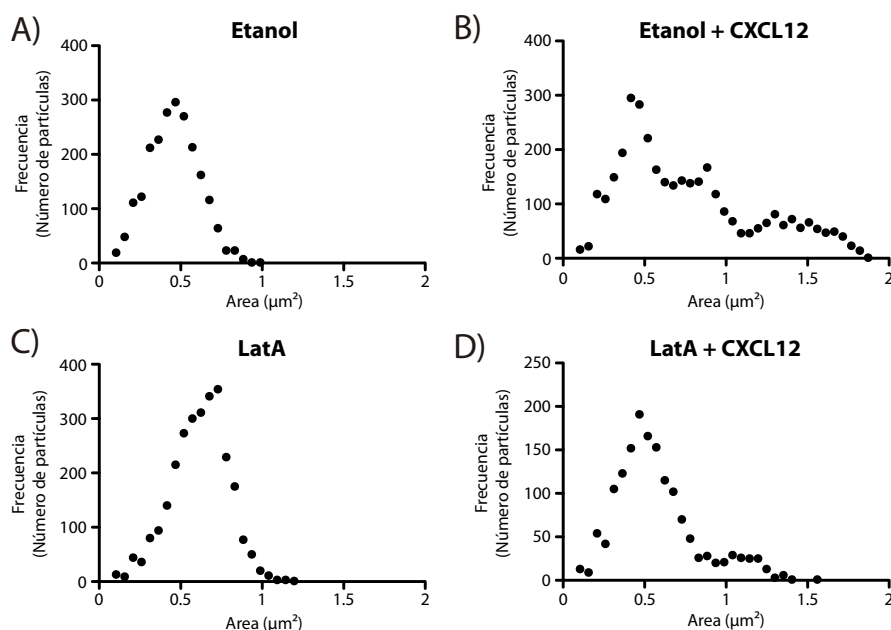 A)
Etanol
400
300
200
100
0
Frecuencia
(Número de partículas)
0 0.5 1 1.5 2
Area (µm²)
B)
Etanol + CXCL12
400
300
200
100
0
Frecuencia
(Número de partículas)
0 0.5 1 1.5 2
Area (µm²)
C)
LatA
400
300
200
100
0
Frecuencia
(Número de partículas)
0 0.5 1 1.5 2
Area (µm²)
D)
LatA + CXCL12
250
200
150
100
50
0
Frecuencia
(Número de partículas)
0 0.5 1 1.5 2
Area (µm²)